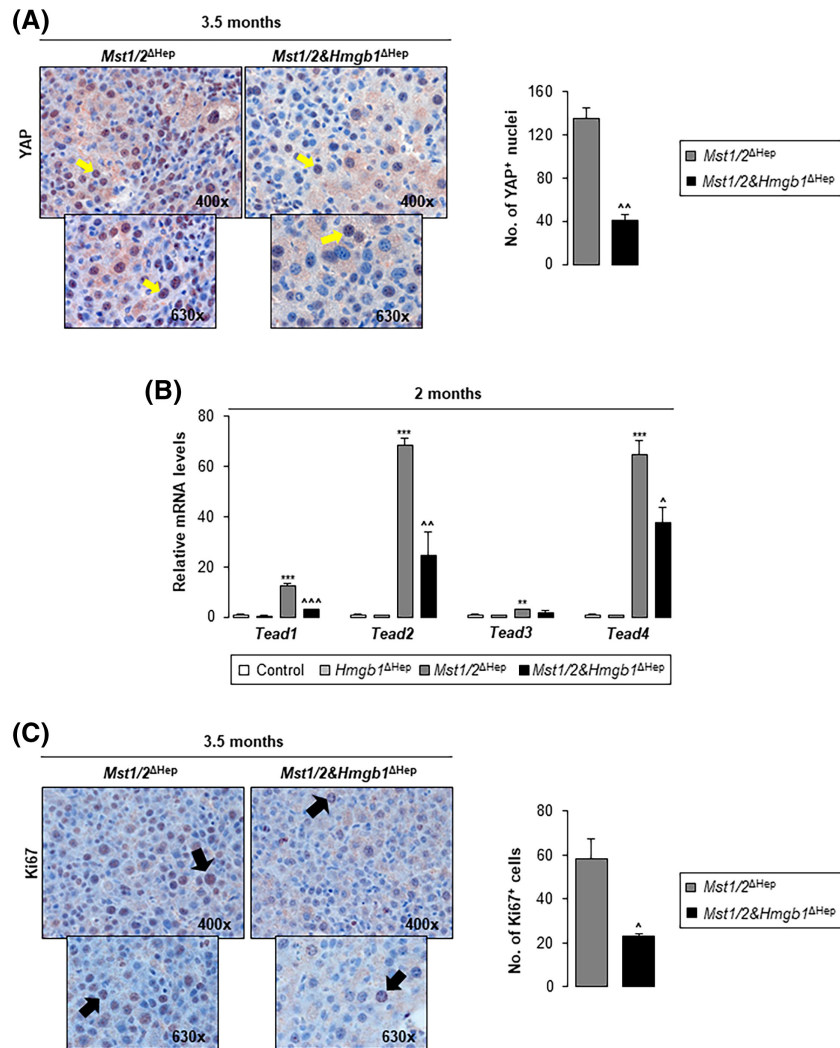 (A)
3.5 months
Mst1/2ΔHep
Mst1/2&Hmgb1ΔHep
YAP
400x
400x
630x
630x
No. of YAP+ nuclei
160
120
80
40
0
^^
Mst1/2ΔHep
Mst1/2&Hmgb1ΔHep
(B)
2 months
Relative mRNA levels
80
60
40
20
0
*** ^^^ *** ^^ ** *** ^
Tead1 Tead2 Tead3 Tead4
Control Hmgb1ΔHep Mst1/2ΔHep Mst1/2&Hmgb1ΔHep
(C)
3.5 months
Mst1/2ΔHep
Mst1/2&Hmgb1ΔHep
Ki67
400x
400x
630x
630x
No. of Ki67+ cells
80
60
40
20
0
^
Mst1/2ΔHep
Mst1/2&Hmgb1ΔHep